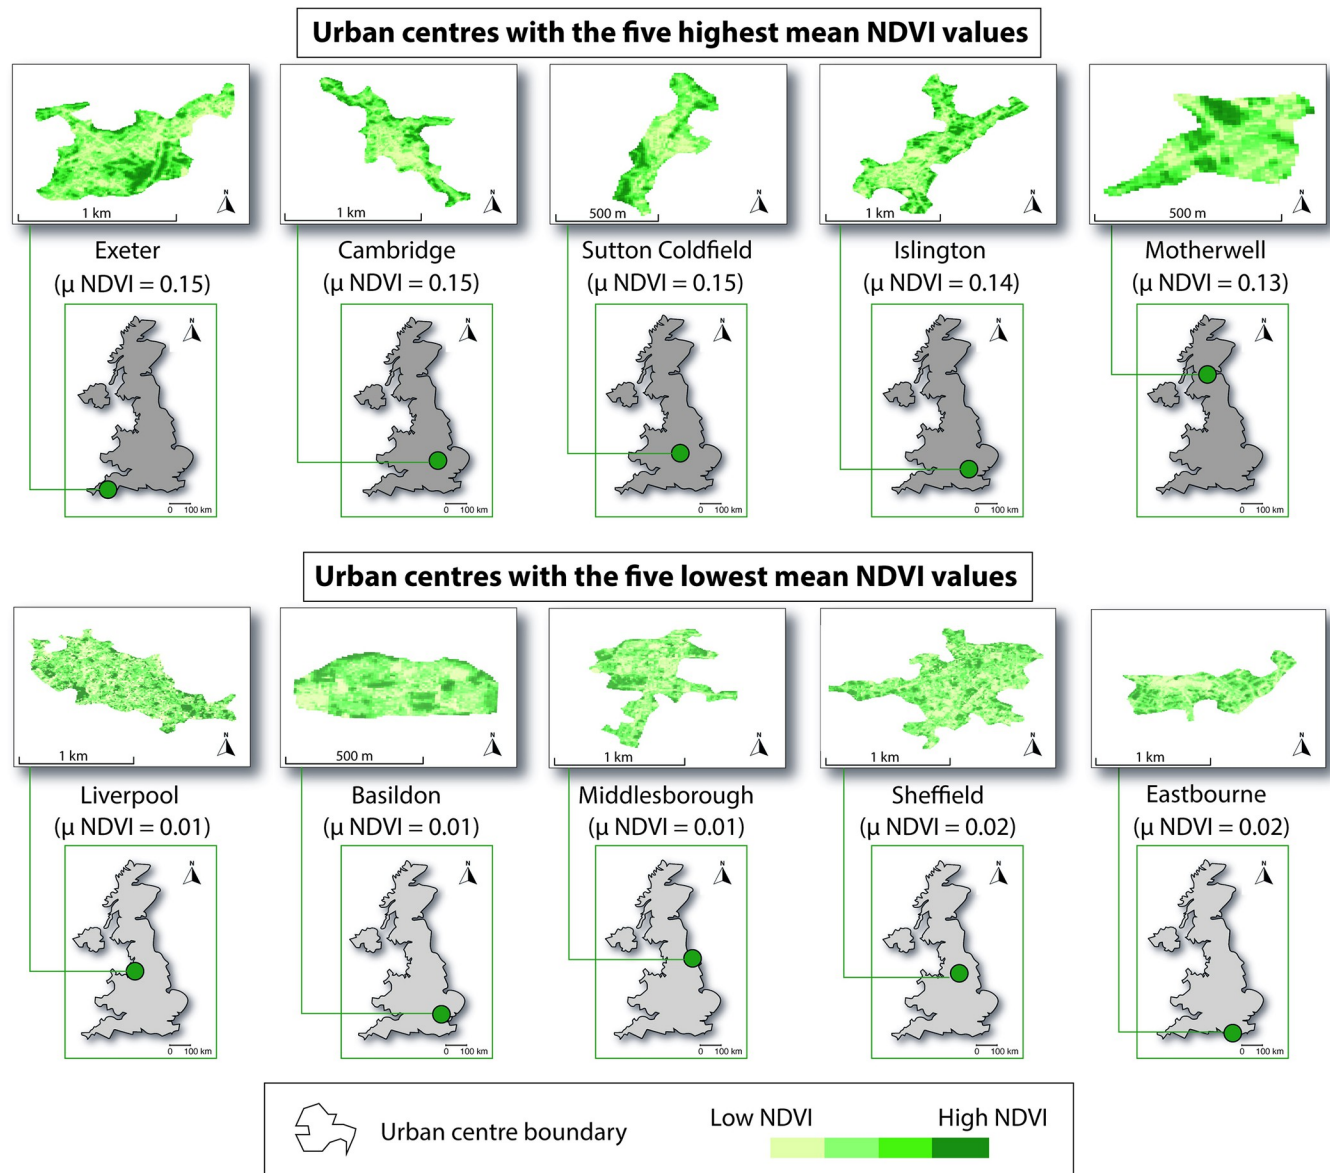 Urban centres with the five highest mean NDVI values
N N N N N
1 km 1 km 500 m 1 km 500 m
Exeter Cambridge Sutton Coldfield Islington Motherwell
(µ NDVI = 0.15) (µ NDVI = 0.15) (µ NDVI = 0.15) (µ NDVI = 0.14) (µ NDVI = 0.13)
N N N N N
0 100 km 0 100 km 0 100 km 0 100 km 0 100 km
Urban centres with the five lowest mean NDVI values
N N N N N
1 km 500 m 1 km 1 km 1 km
Liverpool Basildon Middlesborough Sheffield Eastbourne
(µ NDVI = 0.01) (µ NDVI = 0.01) (µ NDVI = 0.01) (µ NDVI = 0.02) (µ NDVI = 0.02)
N N N N N
0 100 km 0 100 km 0 100 km 0 100 km 0 100 km
Urban centre boundary
Low NDVI High NDVI